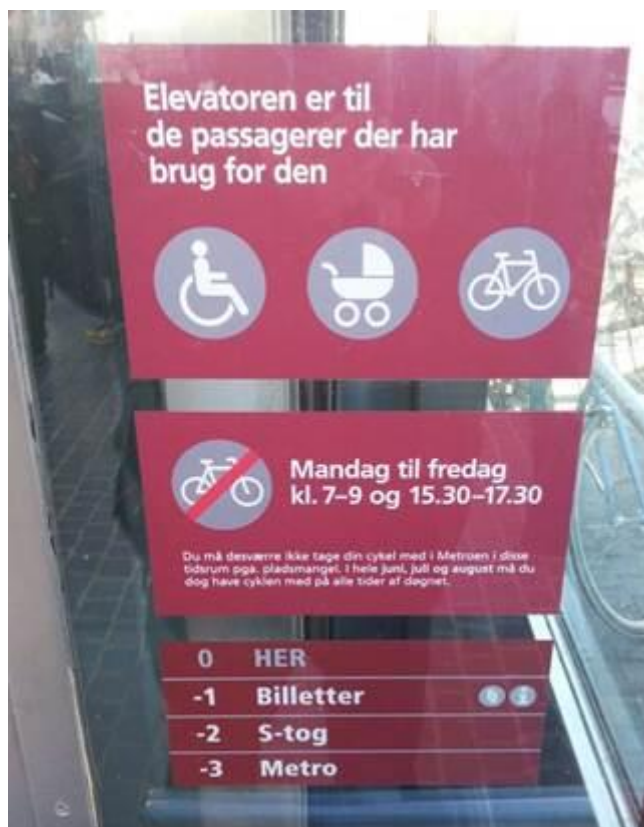 Elevatoren er til
de passagerer der har
brug for den
Mandag til fredag
kl. 7–9 og 15.30–17.30
Du må desværre ikke tage din cykel med i Metroen i disse
tidsrum pga. pladsmangel. I hele juni, juli og august må du
dog have cyklen med på alle tider af døgnet.
0 HER
-1 Billetter
-2 S-tog
-3 Metro